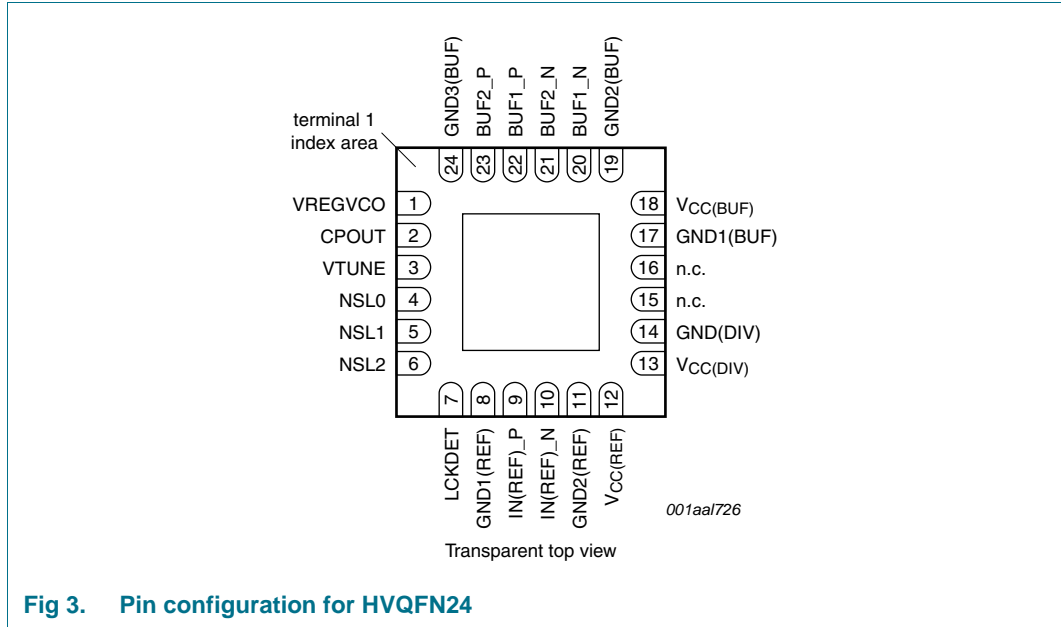 GND3(BUF)
BUF2_P
BUF1_P
BUF2_N
BUF1_N
GND2(BUF)
terminal 1
index area
24
23
22
21
20
19
VREGVCO 1
18 VCC(BUF)
CPOUT 2
17 GND1(BUF)
VTUNE 3
16 n.c.
NSL0 4
15 n.c.
NSL1 5
14 GND(DIV)
NSL2 6
13 VCC(DIV)
7
8
9
10
11
12
LCKDET
GND1(REF)
IN(REF)_P
IN(REF)_N
GND2(REF)
VCC(REF)
001aal726
Transparent top view
Fig 3. Pin configuration for HVQFN24